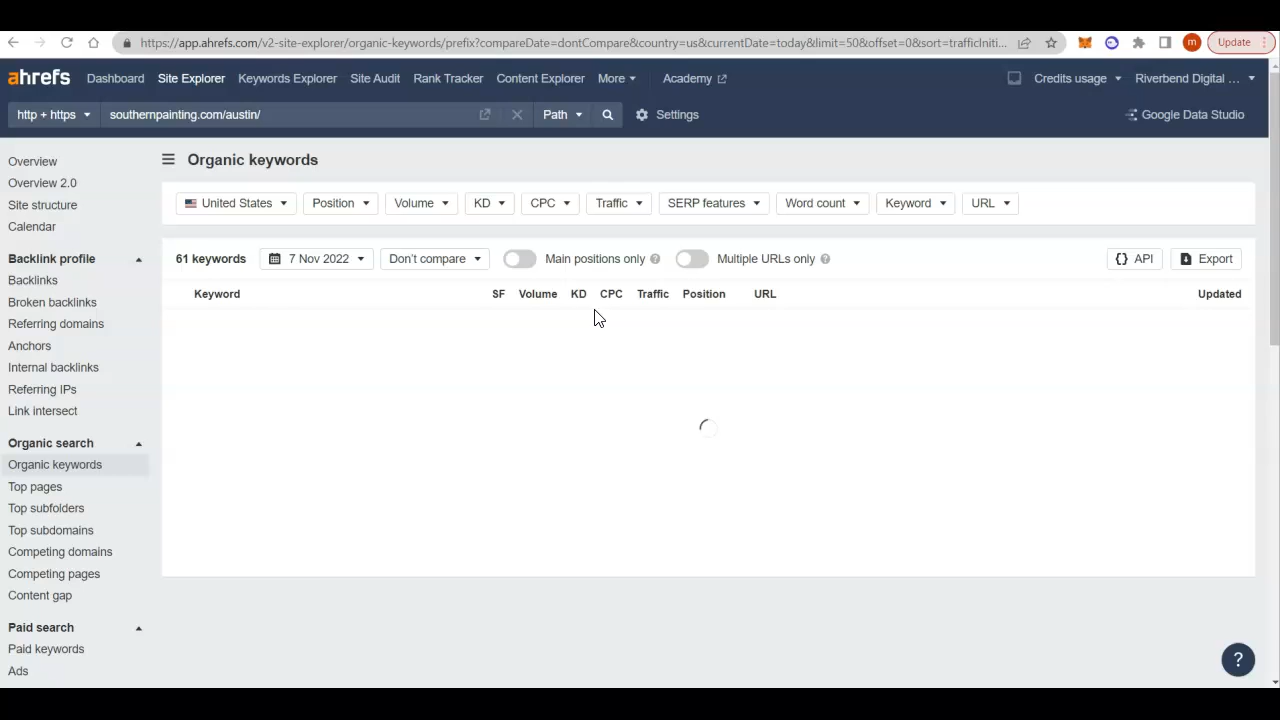 https://app.ahrefs.com/v2-site-explorer/organic-keywords/prefix?compareDate=dontCompare&country=us&currentDate=today&limit=50&offset=0&sort=trafficIniti...
m
Update
ahrefs Dashboard Site Explorer Keywords Explorer Site Audit Rank Tracker Content Explorer More Academy Credits usage Riverbend Digital ...
http + https southernpainting.com/austin/ Path Settings Google Data Studio
Overview
Overview 2.0
Site structure
Calendar
Backlink profile
Backlinks
Broken backlinks
Referring domains
Anchors
Internal backlinks
Referring IPs
Link intersect
Organic search
Organic keywords
Top pages
Top subfolders
Top subdomains
Competing domains
Competing pages
Content gap
Paid search
Paid keywords
Ads
Organic keywords
United States Position Volume KD CPC Traffic SERP features Word count Keyword URL
61 keywords 7 Nov 2022 Don't compare Main positions only ? Multiple URLs only ? {} API Export
Keyword SF Volume KD CPC Traffic Position URL Updated
?